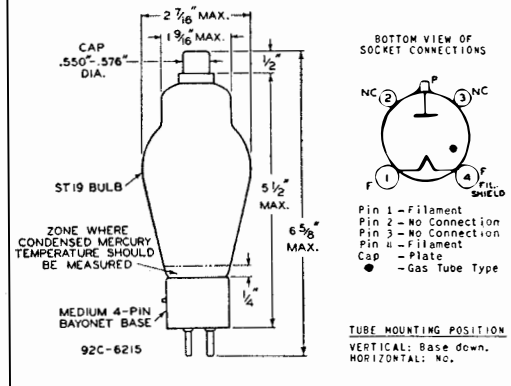 2 7/16" MAX.
1 9/16" MAX.
CAP
.550"-.576"
DIA.
1/2"
ST19 BULB
5 1/2"
MAX.
6 5/8"
MAX.
ZONE WHERE
CONDENSED MERCURY
TEMPERATURE SHOULD
BE MEASURED
1/4"
MEDIUM 4-PIN
BAYONET BASE
92C-6215
BOTTOM VIEW OF
SOCKET CONNECTIONS
P
NC 2 3 NC
F 1 4 F
FIL.
SHIELD
Pin 1 - Filament
Pin 2 - No Connection
Pin 3 - No Connection
Pin 4 - Filament
Cap - Plate
● - Gas Tube Type
TUBE MOUNTING POSITION
VERTICAL: Base down.
HORIZONTAL: No.